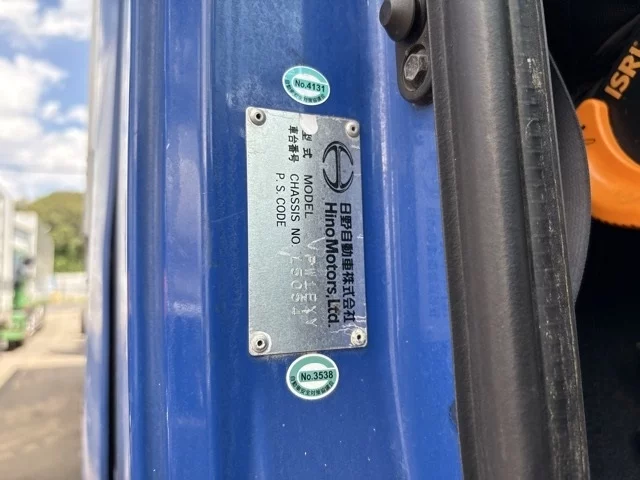 No.4131
日野自動車株式会社
HinoMotors,Ltd.
型式 MODEL
車台番号 CHASSIS NO.
P.S.CODE
No.3538
ISRI